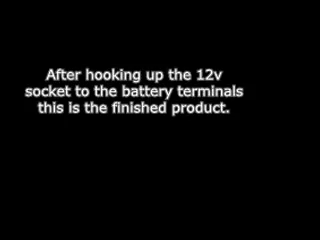 After hooking up the 12v
socket to the battery terminals
this is the finished product.